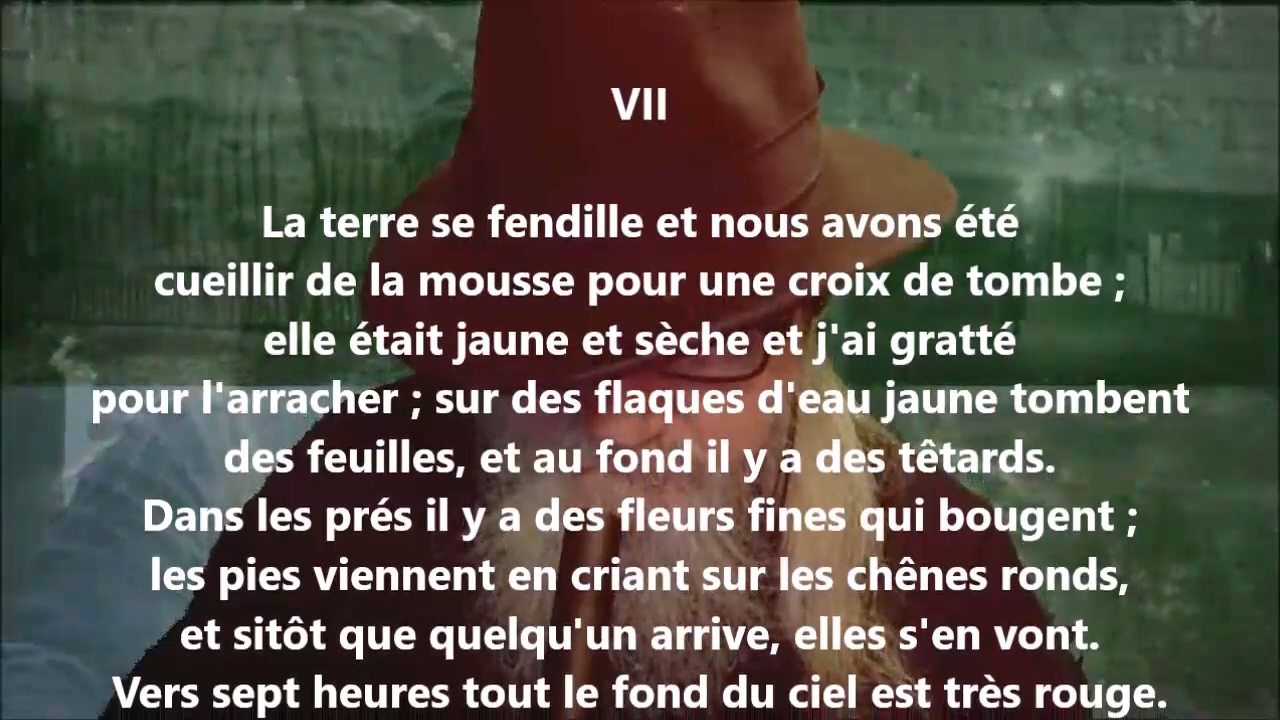 VII
La terre se fendille et nous avons été
cueillir de la mousse pour une croix de tombe ;
elle était jaune et sèche et j'ai gratté
pour l'arracher ; sur des flaques d'eau jaune tombent
des feuilles, et au fond il y a des têtards.
Dans les prés il y a des fleurs fines qui bougent ;
les pies viennent en criant sur les chênes ronds,
et sitôt que quelqu'un arrive, elles s'en vont.
Vers sept heures tout le fond du ciel est très rouge.